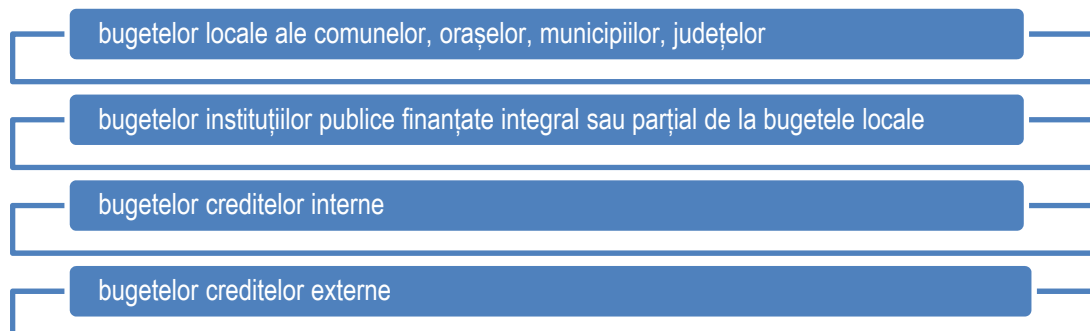 bugetelor locale ale comunelor, orașelor, municipiilor, județelor
bugetelor instituțiilor publice finanțate integral sau parțial de la bugetele locale
bugetelor creditelor interne
bugetelor creditelor externe